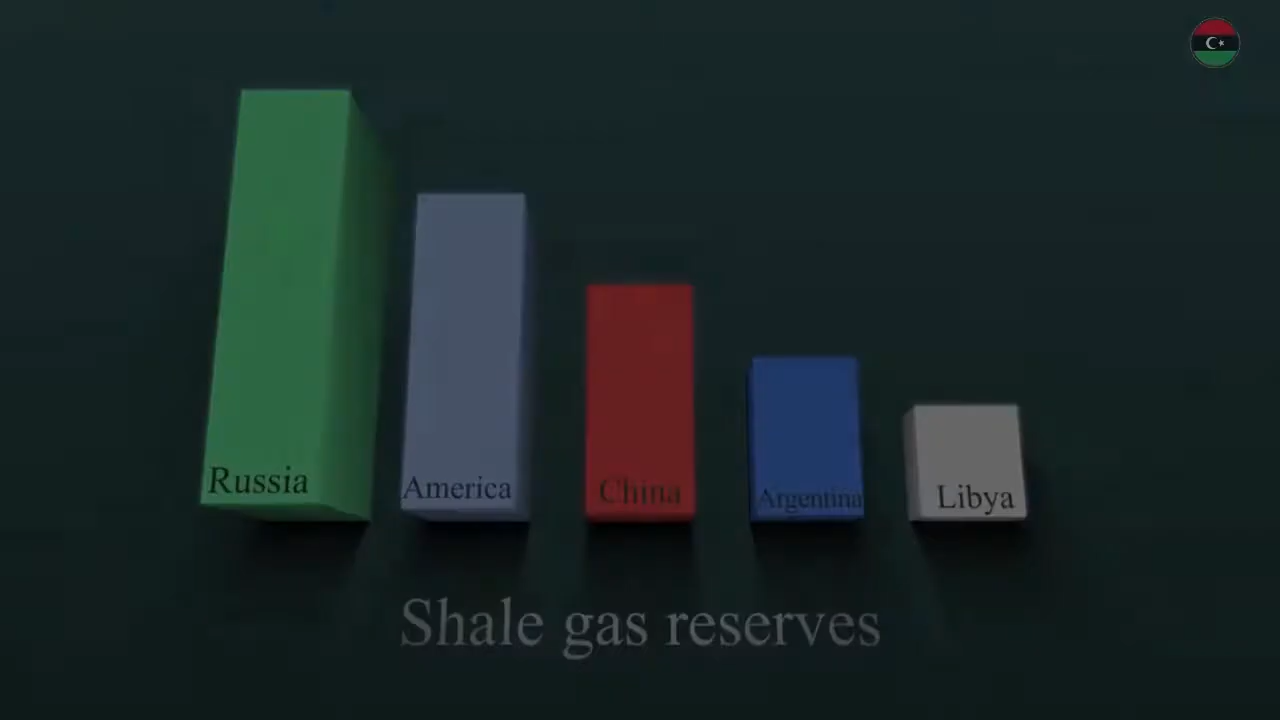 Russia
America
China
Argentina
Libya
Shale gas reserves